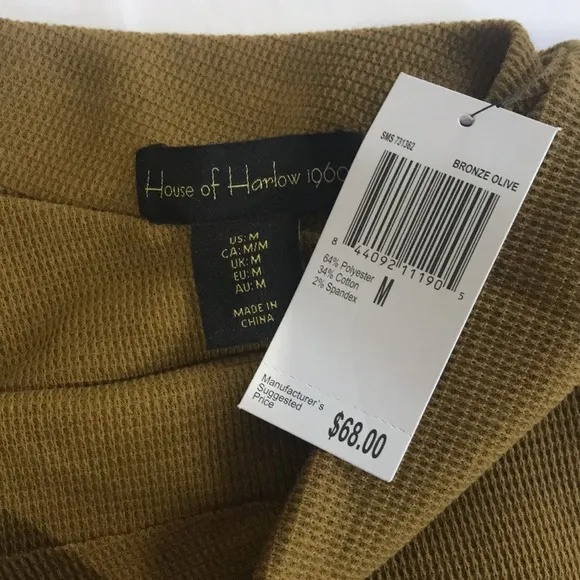 House of Harlow 1960
US: M
CA: M/M
UK: M
EU: M
AU: M
MADE IN
CHINA
SMS 731362
BRONZE OLIVE
8 44092 11190 5
64% Polyester
34% Cotton
2% Spandex
M
Manufacturer's
Suggested
Price
$68.00